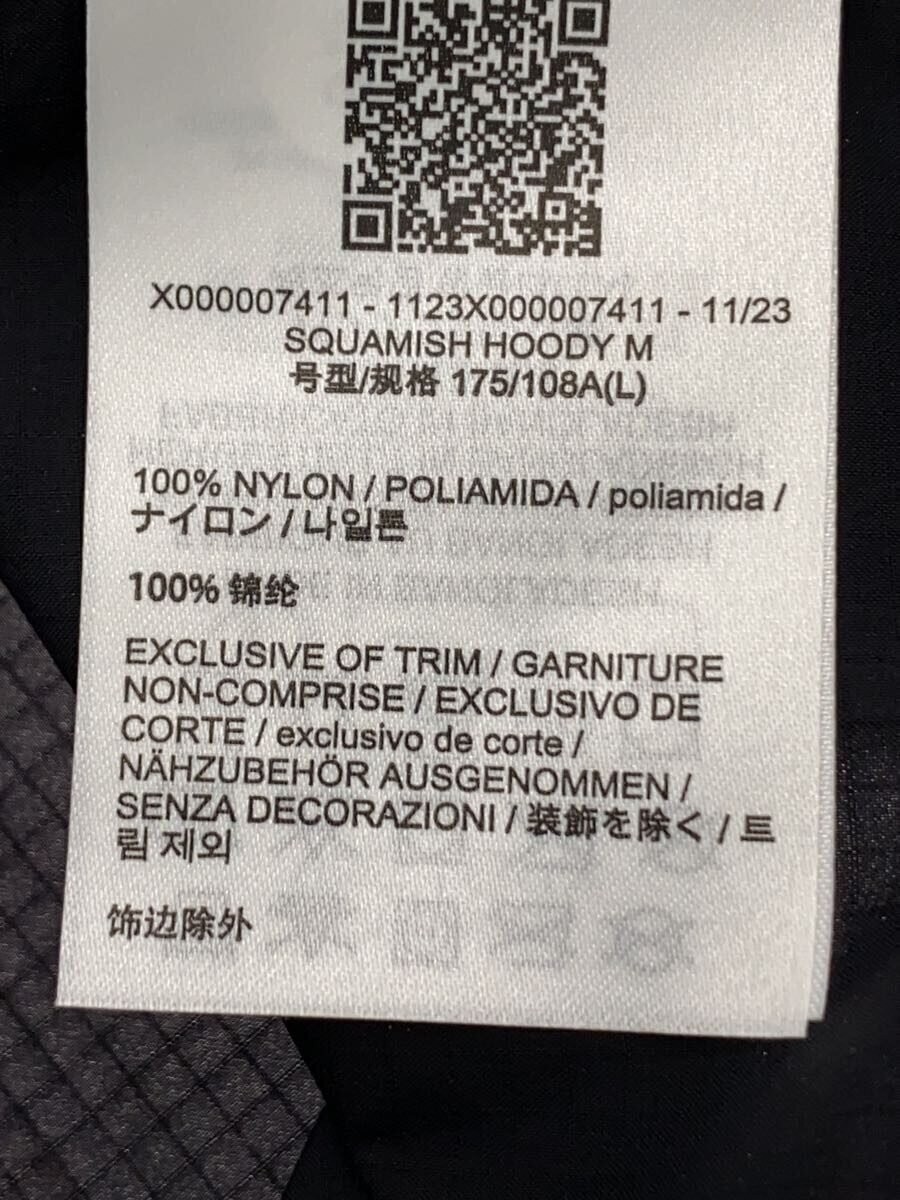 X000007411 - 1123X000007411 - 11/23
SQUAMISH HOODY M
号型/规格 175/108A(L)
100% NYLON / POLIAMIDA / poliamida /
ナイロン / 나일론
100% 锦纶
EXCLUSIVE OF TRIM / GARNITURE
NON-COMPRISE / EXCLUSIVO DE
CORTE / exclusivo de corte /
NÄHZUBEHÖR AUSGENOMMEN /
SENZA DECORAZIONI / 装飾を除く / 트
림 제외
饰边除外